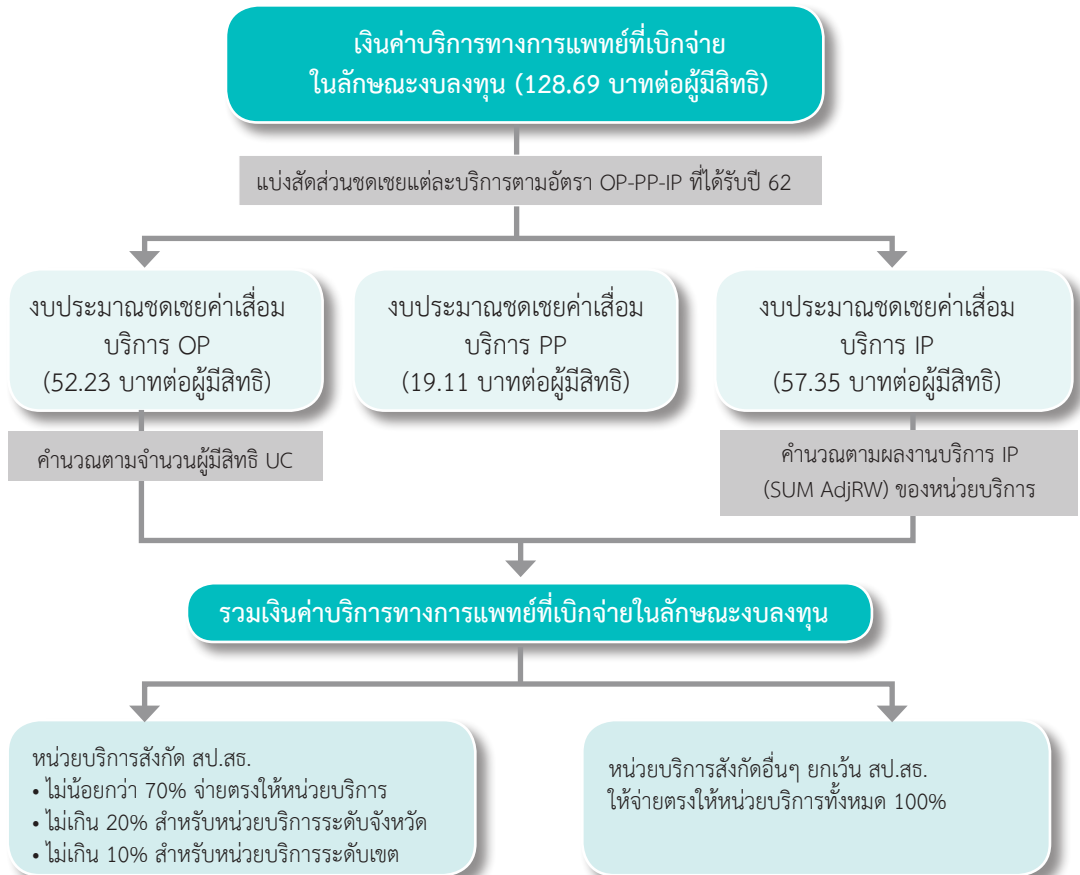 เงินค่าบริการทางการแพทย์ที่เบิกจ่าย
ในลักษณะงบลงทุน (128.69 บาทต่อผู้มีสิทธิ)
แบ่งสัดส่วนชดเชยแต่ละบริการตามอัตรา OP-PP-IP ที่ได้รับปี 62
งบประมาณชดเชยค่าเสื่อม
บริการ OP
(52.23 บาทต่อผู้มีสิทธิ)
งบประมาณชดเชยค่าเสื่อม
บริการ PP
(19.11 บาทต่อผู้มีสิทธิ)
งบประมาณชดเชยค่าเสื่อม
บริการ IP
(57.35 บาทต่อผู้มีสิทธิ)
คำนวณตามจำนวนผู้มีสิทธิ UC
คำนวณตามผลงานบริการ IP
(SUM AdjRW) ของหน่วยบริการ
รวมเงินค่าบริการทางการแพทย์ที่เบิกจ่ายในลักษณะงบลงทุน
หน่วยบริการสังกัด สป.สธ.
• ไม่น้อยกว่า 70% จ่ายตรงให้หน่วยบริการ
• ไม่เกิน 20% สำหรับหน่วยบริการระดับจังหวัด
• ไม่เกิน 10% สำหรับหน่วยบริการระดับเขต
หน่วยบริการสังกัดอื่นๆ ยกเว้น สป.สธ.
ให้จ่ายตรงให้หน่วยบริการทั้งหมด 100%